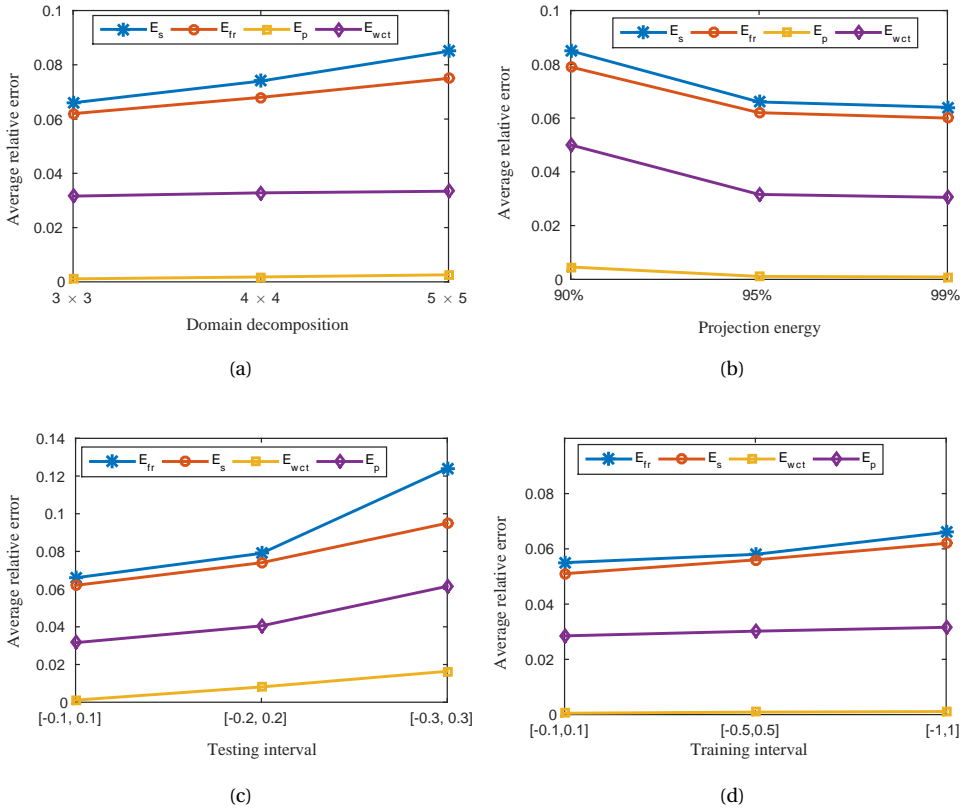 0.1
0.08
0.06
0.04
0.02
0
E_s E_fr E_p E_wct
Average relative error
3 × 3 4 × 4 5 × 5
Domain decomposition
(a)
0.1
0.08
0.06
0.04
0.02
0
E_s E_fr E_p E_wct
Average relative error
90% 95% 99%
Projection energy
(b)
0.14
0.12
0.1
0.08
0.06
0.04
0.02
0
E_fr E_s E_wct E_p
Average relative error
[-0.1, 0.1] [-0.2, 0.2] [-0.3, 0.3]
Testing interval
(c)
0.08
0.06
0.04
0.02
0
E_fr E_s E_wct E_p
Average relative error
[-0.1,0.1] [-0.5,0.5] [-1,1]
Training interval
(d)